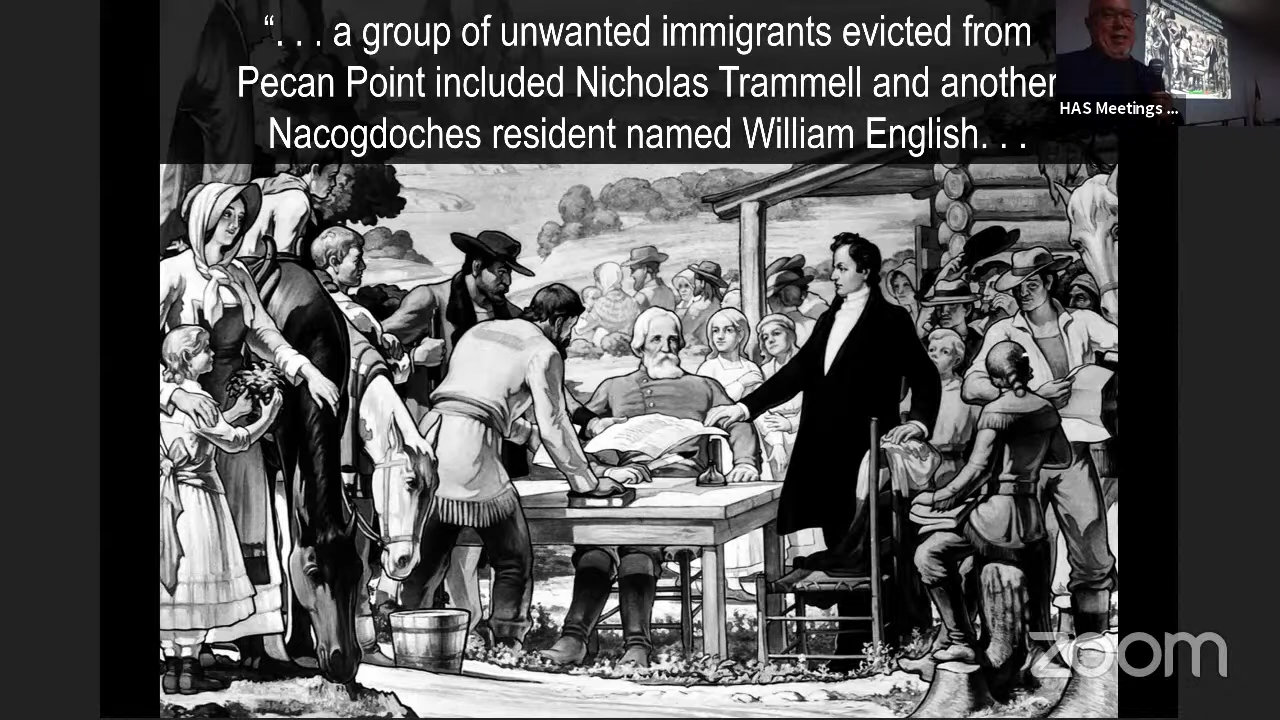 “. . . a group of unwanted immigrants evicted from
Pecan Point included Nicholas Trammell and another
Nacogdoches resident named William English. . .
HAS Meetings ...
zoom